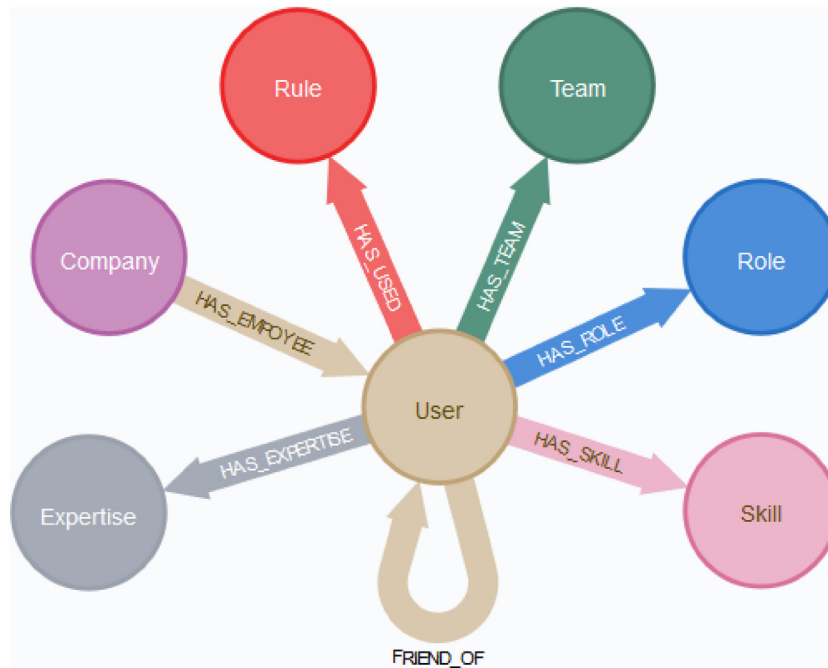 Rule
Team
Company
Role
HAS_USED
HAS_TEAM
HAS_EMPOYEE
HAS_ROLE
User
HAS_EXPERTISE
HAS_SKILL
Expertise
Skill
FRIEND_OF